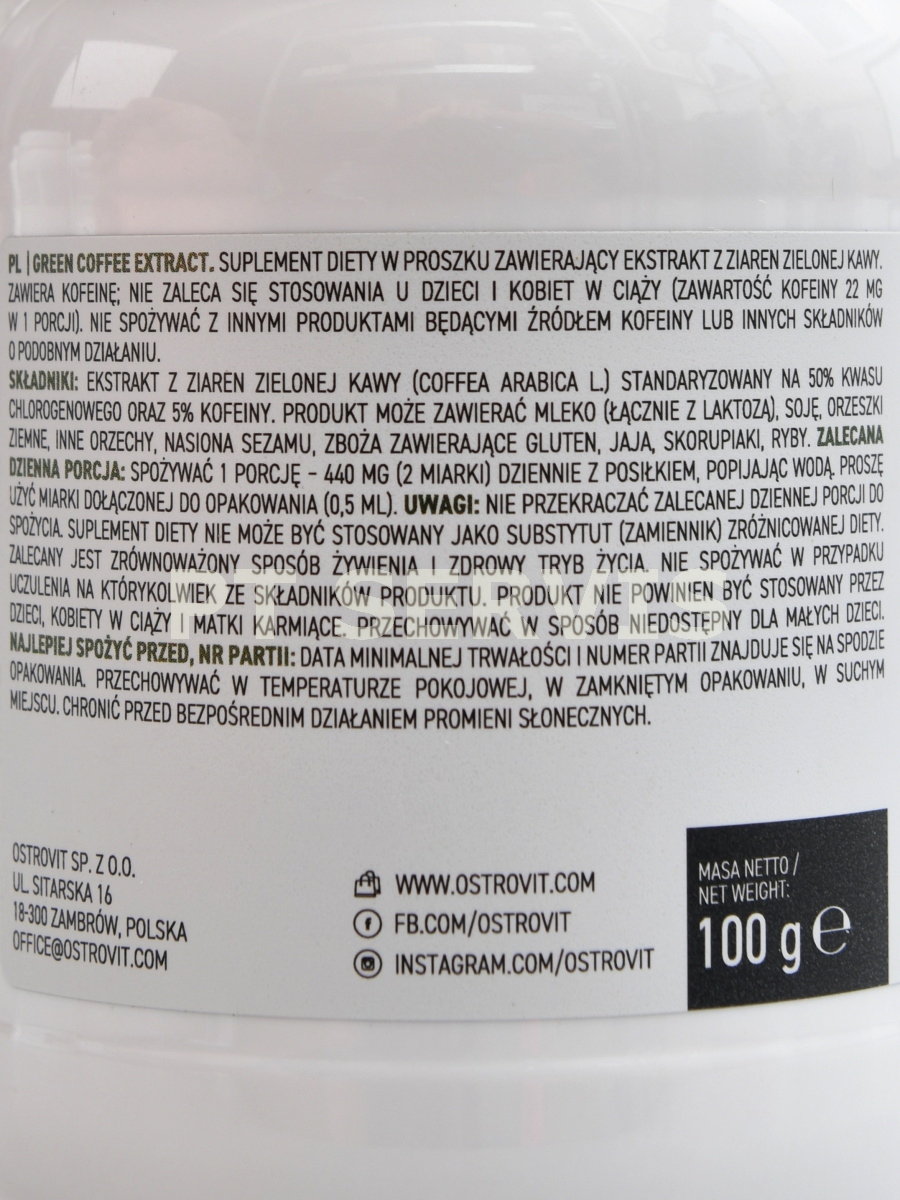 PL | GREEN COFFEE EXTRACT. SUPLEMENT DIETY W PROSZKU ZAWIERAJĄCY EKSTRAKT Z ZIAREN ZIELONEJ KAWY.
ZAWIERA KOFEINĘ; NIE ZALECA SIĘ STOSOWANIA U DZIECI I KOBIET W CIĄŻY (ZAWARTOŚĆ KOFEINY 22 MG
W 1 PORCJI). NIE SPOŻYWAĆ Z INNYMI PRODUKTAMI BĘDĄCYMI ŹRÓDŁEM KOFEINY LUB INNYCH SKŁADNIKÓW
O PODOBNYM DZIAŁANIU.
SKŁADNIKI: EKSTRAKT Z ZIAREN ZIELONEJ KAWY (COFFEA ARABICA L.) STANDARYZOWANY NA 50% KWASU
CHLOROGENOWEGO ORAZ 5% KOFEINY. PRODUKT MOŻE ZAWIERAĆ MLEKO (ŁĄCZNIE Z LAKTOZĄ), SOJĘ, ORZESZKI
ZIEMNE, INNE ORZECHY, NASIONA SEZAMU, ZBOŻA ZAWIERAJĄCE GLUTEN, JAJA, SKORUPIAKI, RYBY. ZALECANA
DZIENNA PORCJA: SPOŻYWAĆ 1 PORCJĘ - 440 MG (2 MIARKI) DZIENNIE Z POSIŁKIEM, POPIJAJĄC WODĄ. PROSZĘ
UŻYĆ MIARKI DOŁĄCZONEJ DO OPAKOWANIA (0,5 ML). UWAGI: NIE PRZEKRACZAĆ ZALECANEJ DZIENNEJ PORCJI DO
SPOŻYCIA. SUPLEMENT DIETY NIE MOŻE BYĆ STOSOWANY JAKO SUBSTYTUT (ZAMIENNIK) ZRÓŻNICOWANEJ DIETY.
ZALECANY JEST ZRÓWNOWAŻONY SPOSÓB ŻYWIENIA I ZDROWY TRYB ŻYCIA. NIE SPOŻYWAĆ W PRZYPADKU
UCZULENIA NA KTÓRYKOLWIEK ZE SKŁADNIKÓW PRODUKTU. PRODUKT NIE POWINIEN BYĆ STOSOWANY PRZEZ
DZIECI, KOBIETY W CIĄŻY I MATKI KARMIĄCE. PRZECHOWYWAĆ W SPOSÓB NIEDOSTĘPNY DLA MAŁYCH DZIECI.
NAJLEPIEJ SPOŻYĆ PRZED, NR PARTII: DATA MINIMALNEJ TRWAŁOŚCI I NUMER PARTII ZNAJDUJE SIĘ NA SPODZIE
OPAKOWANIA. PRZECHOWYWAĆ W TEMPERATURZE POKOJOWEJ, W ZAMKNIĘTYM OPAKOWANIU, W SUCHYM
MIEJSCU. CHRONIĆ PRZED BEZPOŚREDNIM DZIAŁANIEM PROMIENI SŁONECZNYCH.
PT SERVIS
OSTROVIT SP. Z O.O.
UL. SITARSKA 16
18-300 ZAMBRÓW, POLSKA
OFFICE@OSTROVIT.COM
WWW.OSTROVIT.COM
FB.COM/OSTROVIT
INSTAGRAM.COM/OSTROVIT
MASA NETTO /
NET WEIGHT:
100 g ℮